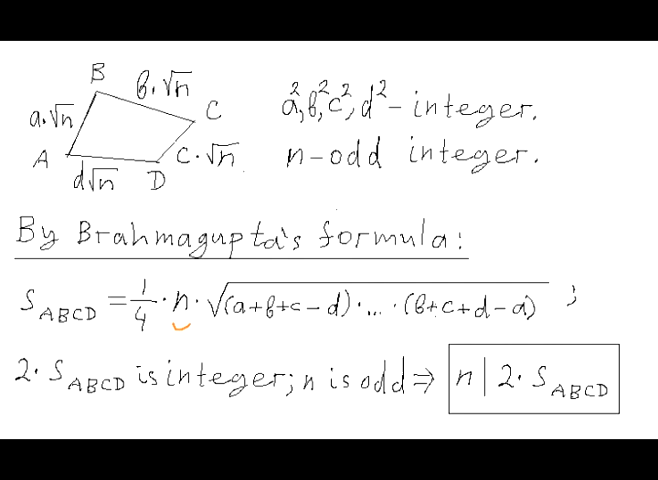 B
b·√n
C
a·√n
A
d√n
D
c·√n
a², b², c², d² – integer.
n – odd integer.
By Brahmagupta's formula:
S_ABCD = 1/4 · n · √((a+b+c−d)·...·(b+c+d−a)) ;
2·S_ABCD is integer; n is odd ⇒ n | 2·S_ABCD